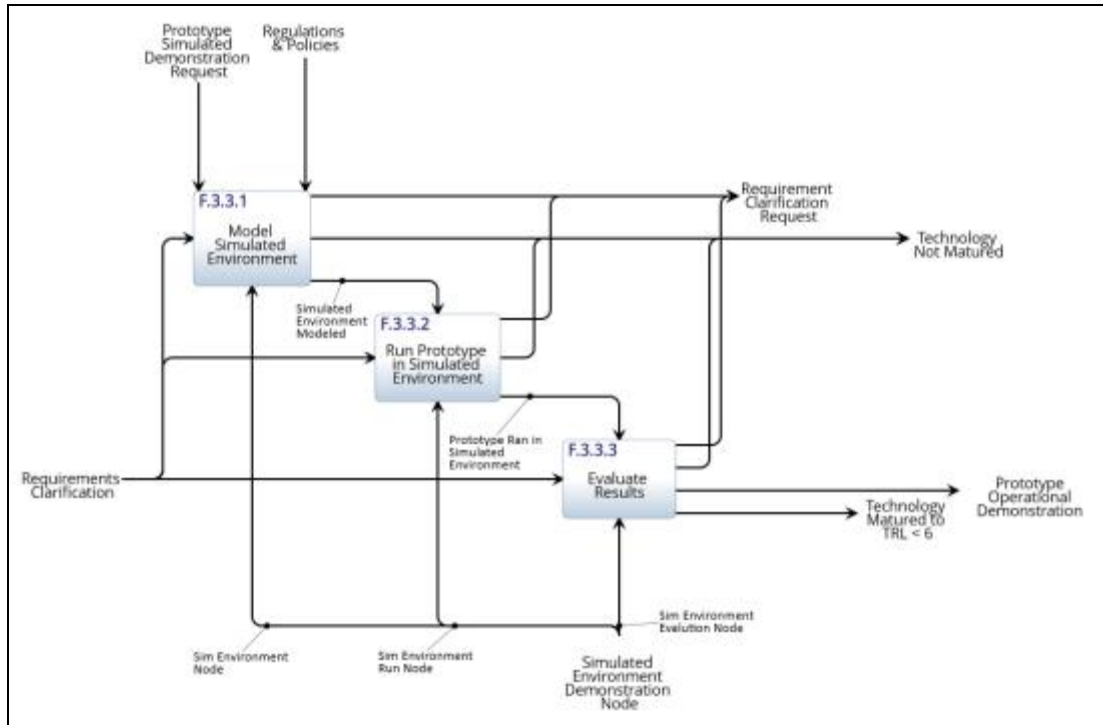 Prototype
Simulated
Demonstration
Request
Regulations
& Policies
F.3.3.1
Model
Simulated
Environment
Requirement
Clarification
Request
Technology
Not Matured
Simulated
Environment
Modeled
F.3.3.2
Run Prototype
in Simulated
Environment
Prototype Ran in
Simulated
Environment
F.3.3.3
Evaluate
Results
Requirements
Clarification
Prototype
Operational
Demonstration
Technology
Matured to
TRL < 6
Sim Environment
Node
Sim Environment
Run Node
Sim Environment
Evalution Node
Simulated
Environment
Demonstration
Node